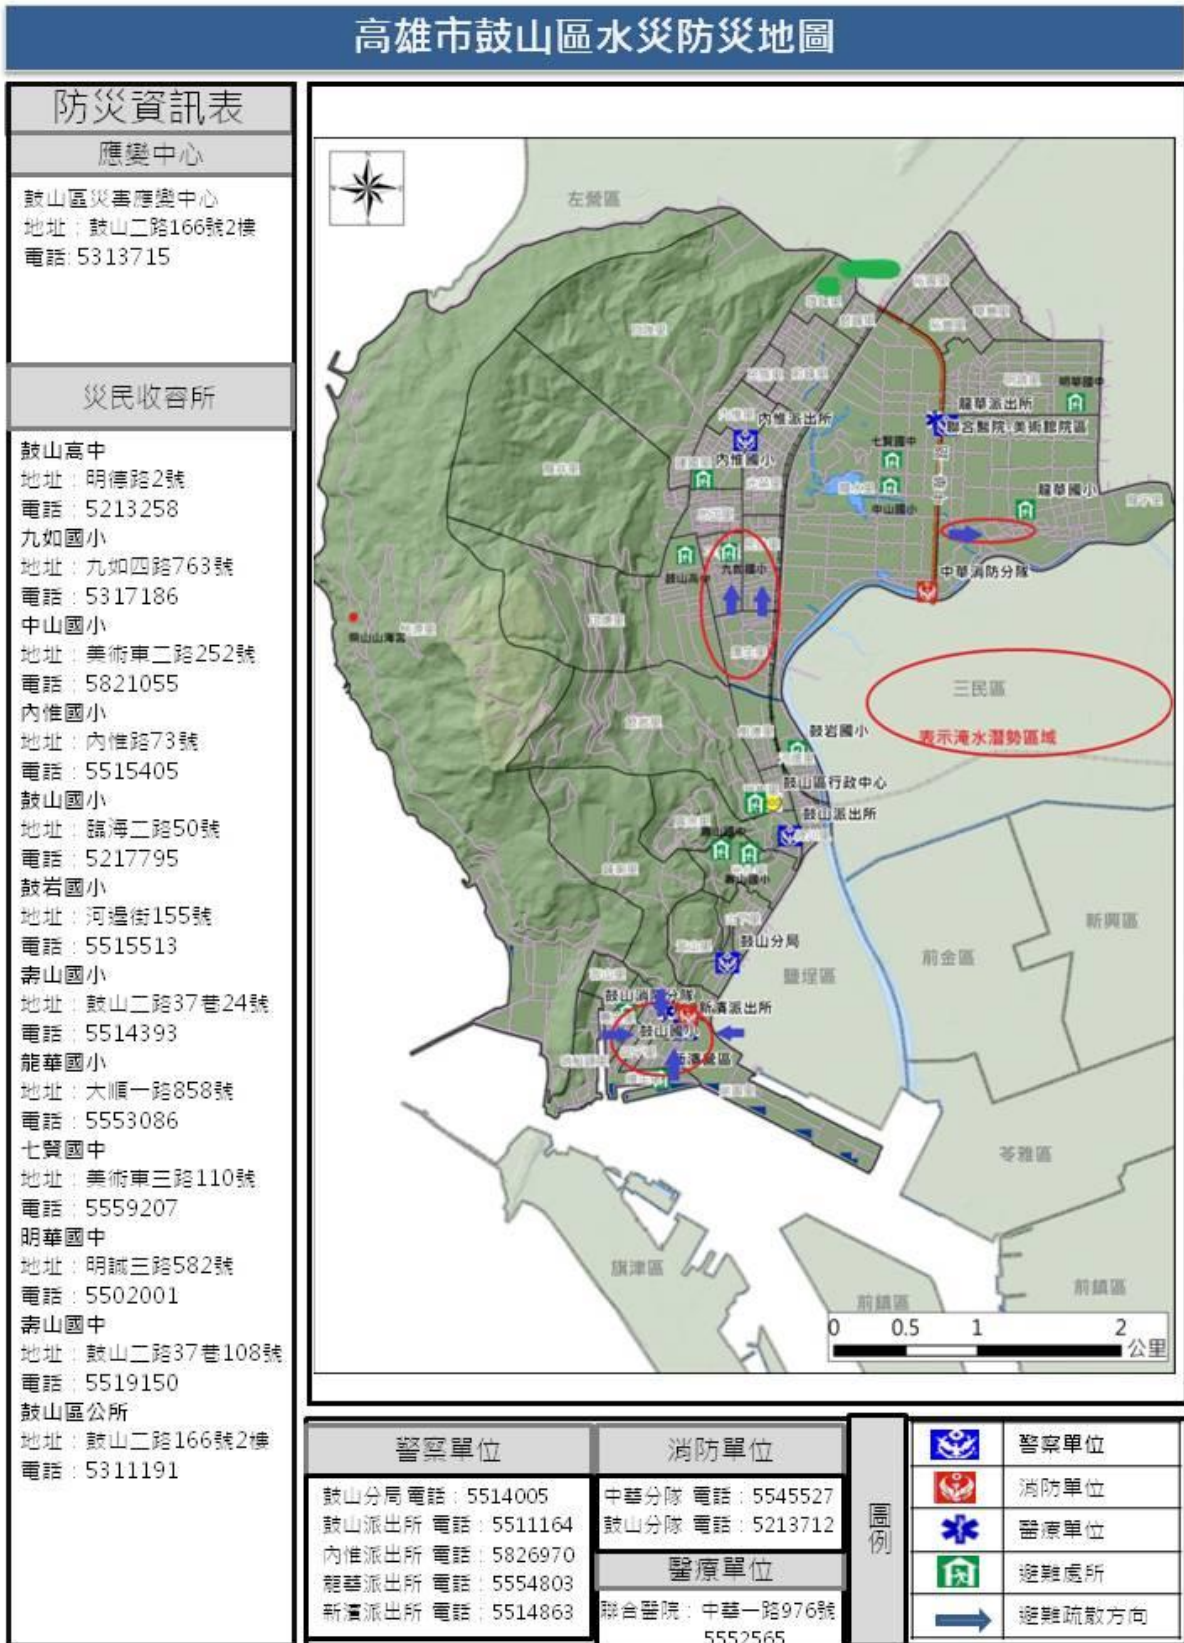 高雄市鼓山區水災防災地圖
防災資訊表
應變中心
鼓山區災害應變中心
地址：鼓山二路166號2樓
電話: 5313715
災民收容所
鼓山高中
地址：明德路2號
電話：5213258
九如國小
地址：九如四路763號
電話：5317186
中山國小
地址：美術東二路252號
電話：5821055
內惟國小
地址：內惟路73號
電話：5515405
鼓山國小
地址：臨海二路50號
電話：5217795
鼓岩國小
地址：河邊街155號
電話：5515513
壽山國小
地址：鼓山二路37巷24號
電話：5514393
龍華國小
地址：大順一路858號
電話：5553086
七賢國中
地址：美術東三路110號
電話：5559207
明華國中
地址：明誠三路582號
電話：5502001
壽山國中
地址：鼓山二路37巷108號
電話：5519150
鼓山區公所
地址：鼓山二路166號2樓
電話：5311191
左營區
明華國中
龍華派出所
聯合醫院.美術館院區
內惟派出所
七賢國中
內惟國小
中山國小
龍華國小
鼓山高中
九如國小
中華消防分隊
三民區
表示淹水潛勢區域
鼓岩國小
鼓山區行政中心
鼓山派出所
壽山國中
壽山國小
鼓山分局
新興區
前金區
鹽埕區
鼓山消防分隊
新濱派出所
鼓山國小
苓雅區
旗津區
前鎮區
前鎮區
0 0.5 1 2
公里
警察單位
鼓山分局 電話：5514005
鼓山派出所 電話：5511164
內惟派出所 電話：5826970
龍華派出所 電話：5554803
新濱派出所 電話：5514863
消防單位
中華分隊 電話：5545527
鼓山分隊 電話：5213712
醫療單位
聯合醫院：中華一路976號
5552565
圖例
警察單位
消防單位
醫療單位
避難處所
避難疏散方向